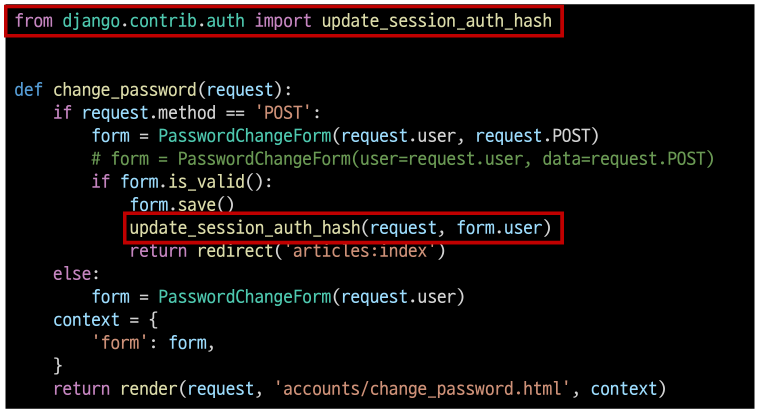 from django.contrib.auth import update_session_auth_hash
def change_password(request):
    if request.method == 'POST':
        form = PasswordChangeForm(request.user, request.POST)
        # form = PasswordChangeForm(user=request.user, data=request.POST)
        if form.is_valid():
            form.save()
            update_session_auth_hash(request, form.user)
            return redirect('articles:index')
    else:
        form = PasswordChangeForm(request.user)
    context = {
        'form': form,
    }
    return render(request, 'accounts/change_password.html', context)